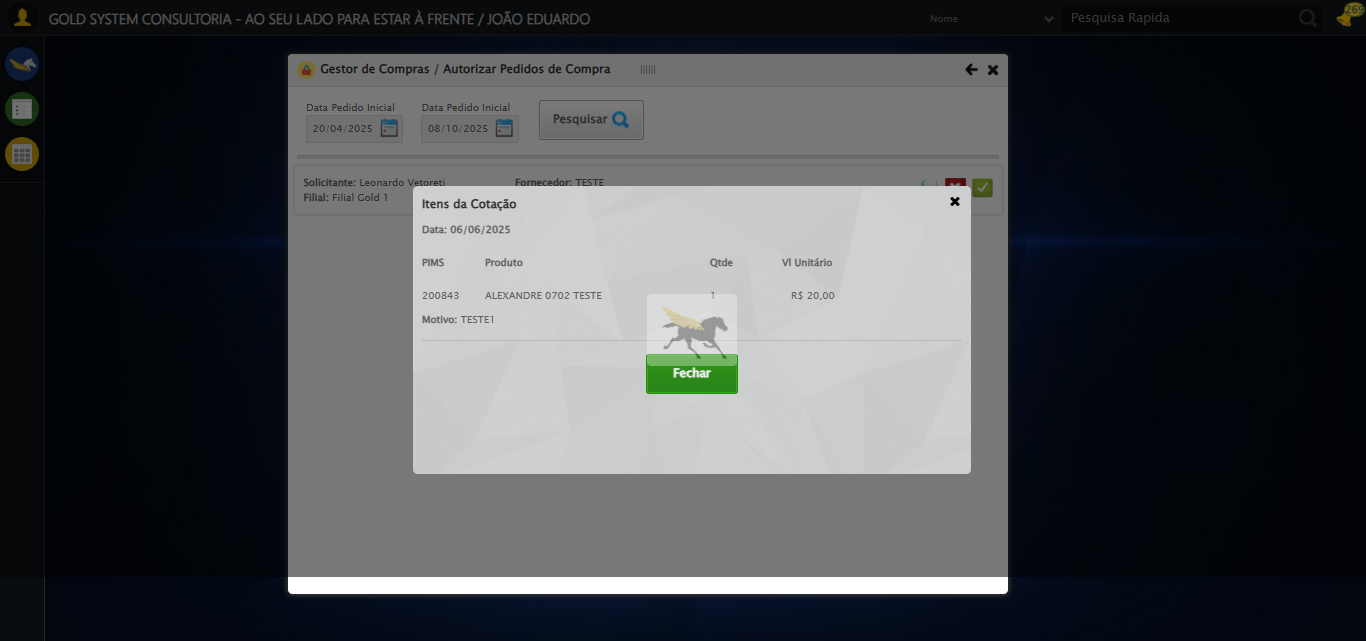 GOLD SYSTEM CONSULTORIA - AO SEU LADO PARA ESTAR À FRENTE / JOÃO EDUARDO
Nome
Pesquisa Rapida
269
Gestor de Compras / Autorizar Pedidos de Compra
Data Pedido Inicial Data Pedido Inicial
20/04/2025 08/10/2025 Pesquisar
Solicitante: Leonardo Vetoreti Fornecedor: TESTE
Filial: Filial Gold 1
Itens da Cotação
Data: 06/06/2025
PIMS Produto Qtde Vl Unitário
200843 ALEXANDRE 0702 TESTE 1 R$ 20,00
Motivo: TESTE1
Fechar